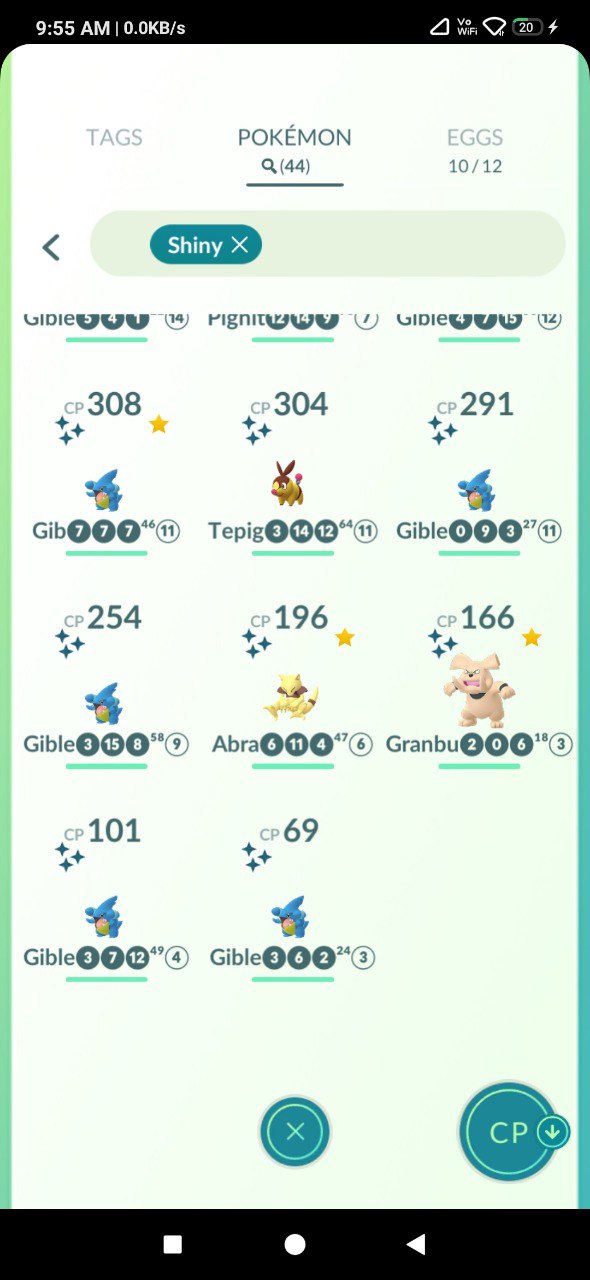 9:55 AM | 0.0KB/s
Vo WiFi 20
TAGS POKÉMON EGGS
(44) 10 / 12
Shiny
Gible 5 4 1 14 Pignit 12 14 9 7 Gible 4 7 15 12
CP 308 CP 304 CP 291
Gib 7 7 7 46 11 Tepig 3 14 12 64 11 Gible 0 9 3 27 11
CP 254 CP 196 CP 166
Gible 3 15 8 58 9 Abra 6 11 4 47 6 Granbu 2 0 6 18 3
CP 101 CP 69
Gible 3 7 12 49 4 Gible 3 6 2 24 3
CP